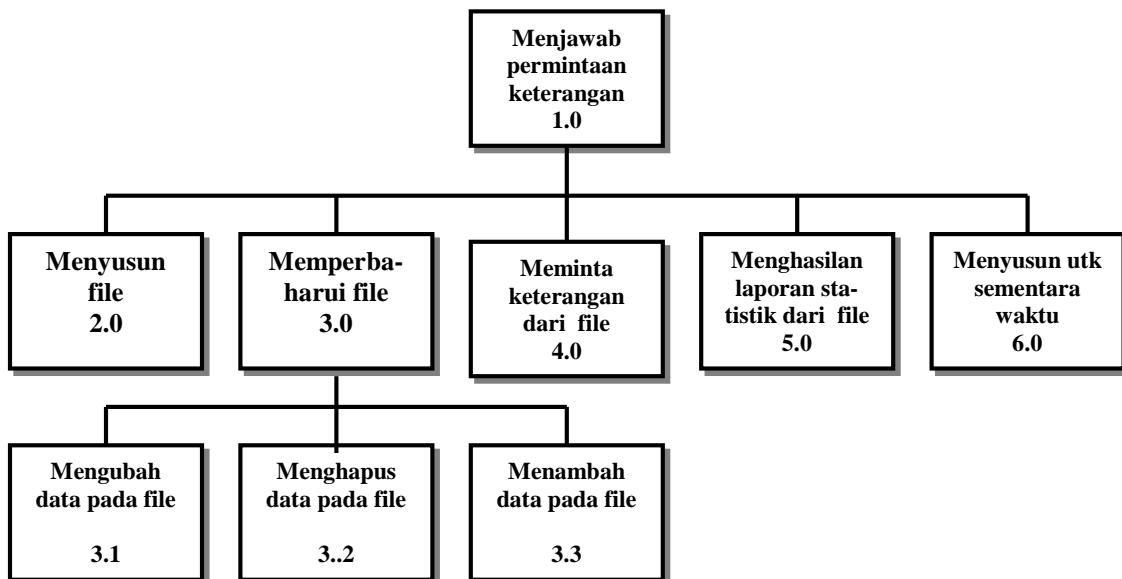 Menjawab
permintaan
keterangan
1.0
Menyusun
file
2.0
Memperba-
harui file
3.0
Meminta
keterangan
dari file
4.0
Menghasilan
laporan sta-
tistik dari file
5.0
Menyusun utk
sementara
waktu
6.0
Mengubah
data pada file
3.1
Menghapus
data pada file
3..2
Menambah
data pada file
3.3